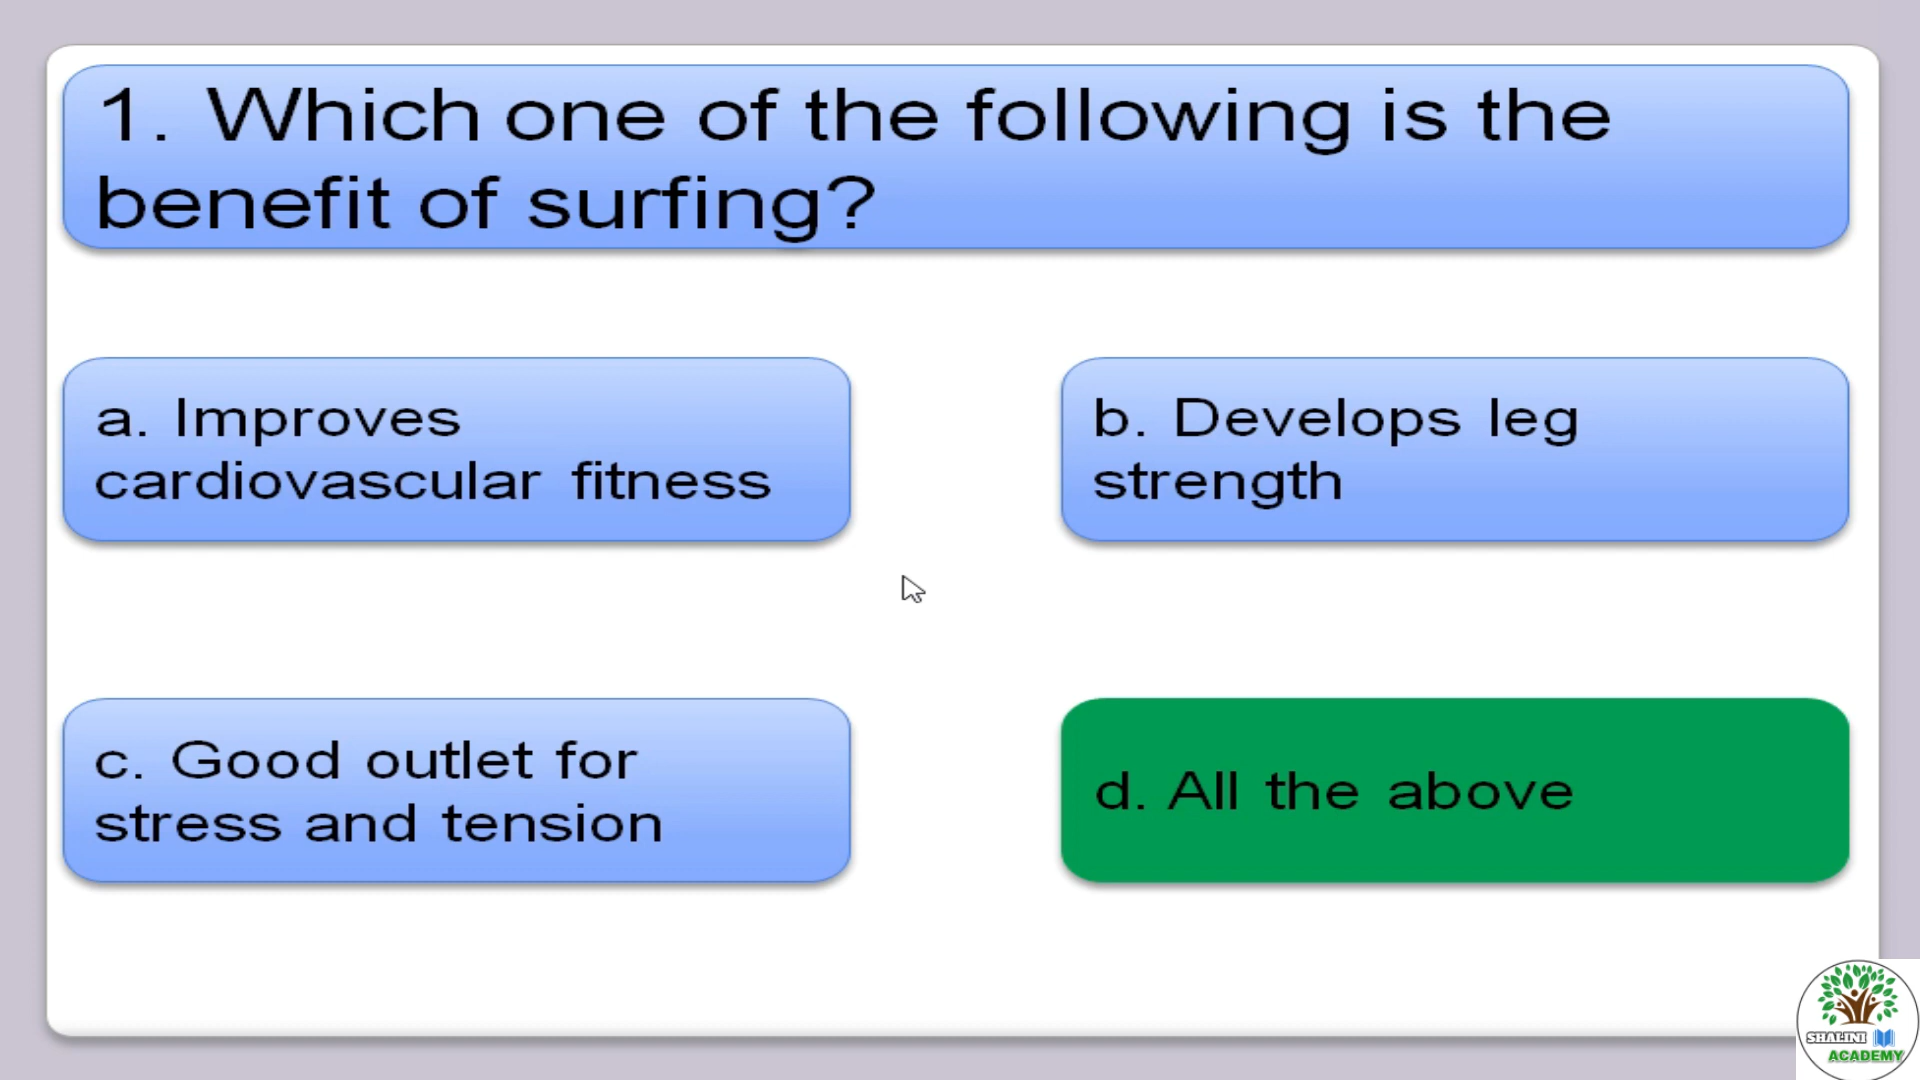 1. Which one of the following is the
benefit of surfing?
a. Improves
cardiovascular fitness
b. Develops leg
strength
c. Good outlet for
stress and tension
d. All the above
SHALINI
ACADEMY